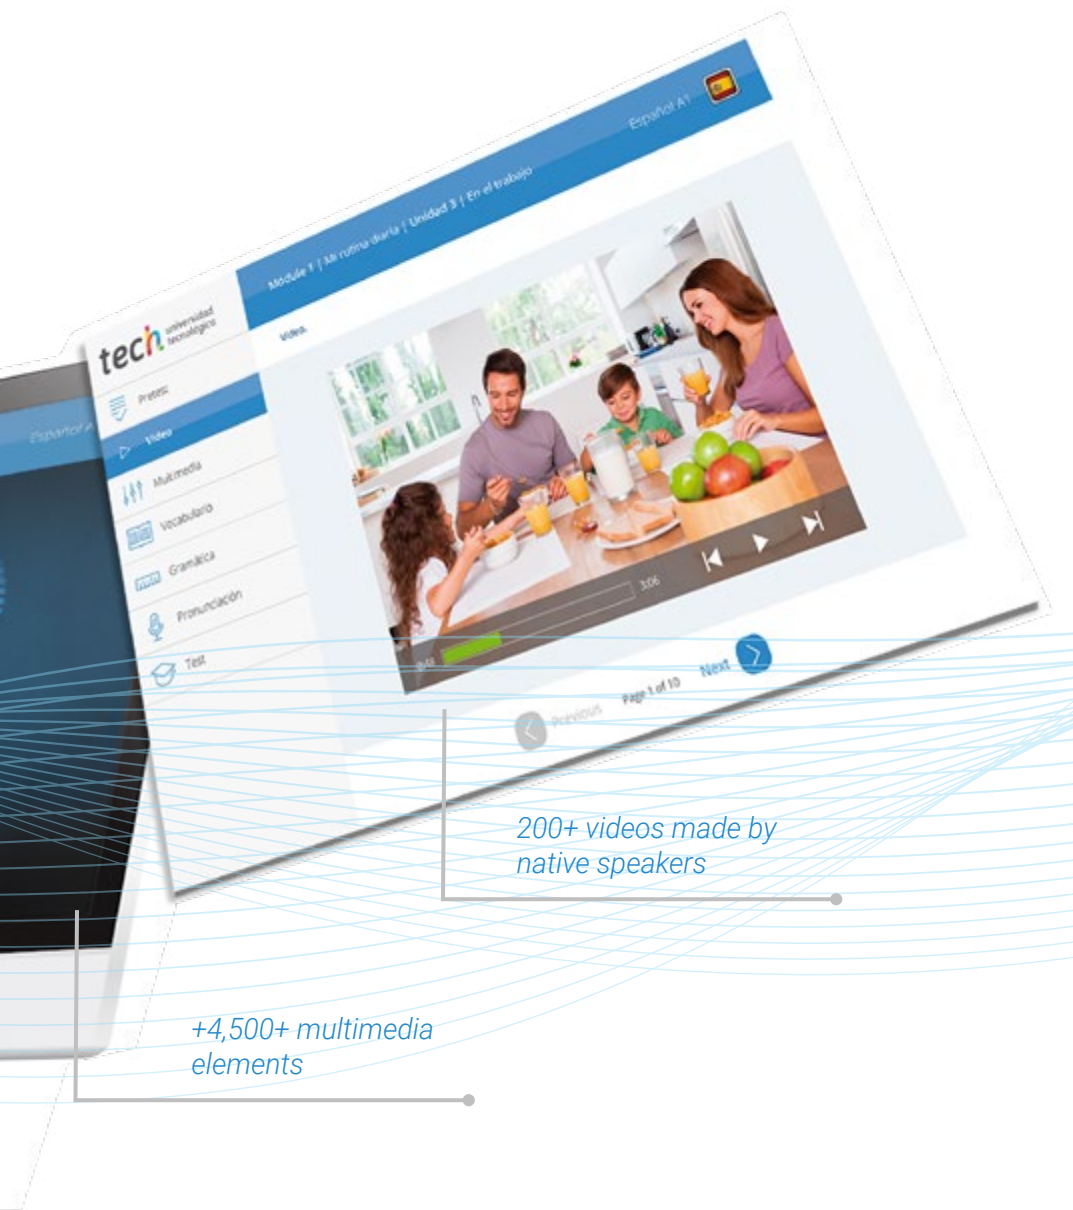 Español A1
Módulo 1 | Mi rutina diaria | Unidad 3 | En el trabajo
tech universidad
tecnológica
Video.
Pretest
Video
Multimedia
Vocabulario
Gramática
Pronunciación
Test
Español A
3:06
Previous
Page 1 of 10
Next
200+ videos made by
native speakers
+4,500+ multimedia
elements